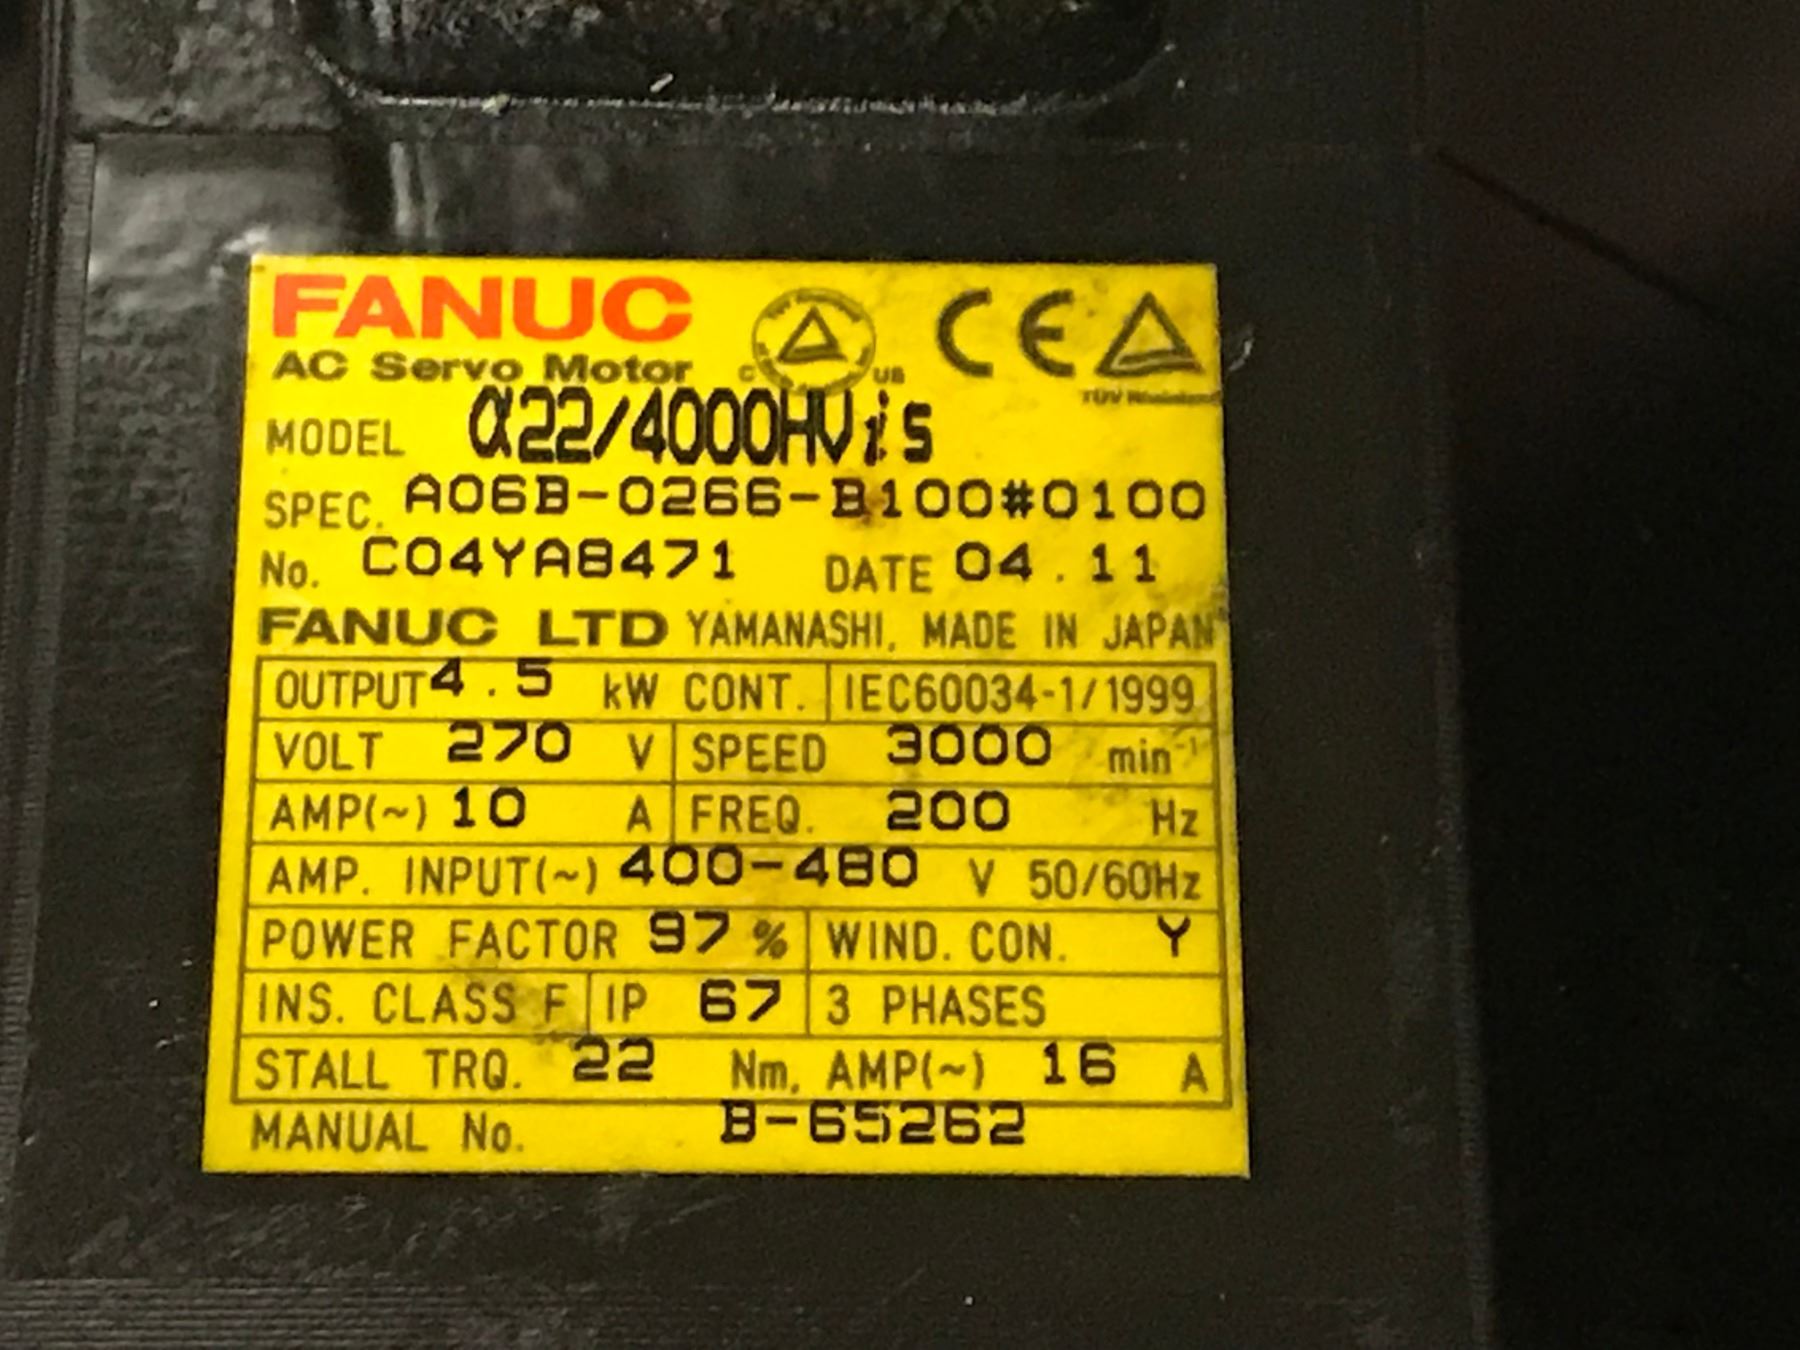 FANUC
AC Servo Motor
C US
CE
TÜV Rheinland
MODEL α22/4000HVis
SPEC. A06B-0266-B100#0100
No. C04YA8471 DATE 04.11
FANUC LTD YAMANASHI, MADE IN JAPAN
OUTPUT 4.5 kW CONT. IEC60034-1/1999
VOLT 270 V SPEED 3000 min⁻¹
AMP(~) 10 A FREQ. 200 Hz
AMP. INPUT(~) 400-480 V 50/60Hz
POWER FACTOR 97 % WIND. CON. Y
INS. CLASS F IP 67 3 PHASES
STALL TRQ. 22 Nm, AMP(~) 16 A
MANUAL No. B-65262